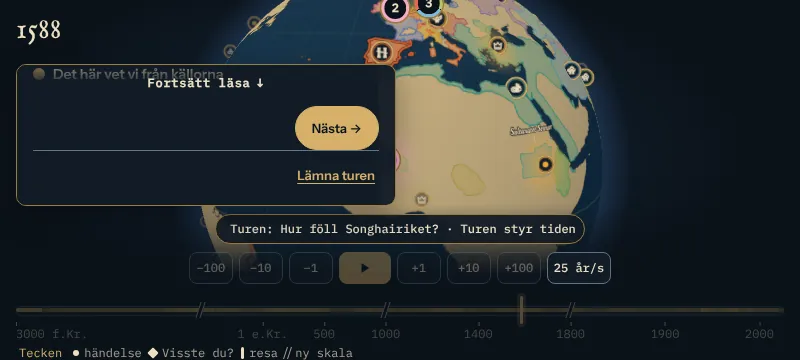 1588
2
3
Det här vet vi från källorna
Fortsätt läsa ↓
H
Nästa →
Lämna turen
Turen: Hur föll Songhairiket? · Turen styr tiden
−100 −10 −1 +1 +10 +100 25 år/s
3000 f.Kr. 1 e.Kr. 500 1000 1400 1800 1900 2000
Tecken händelse Visste du? resa // ny skala